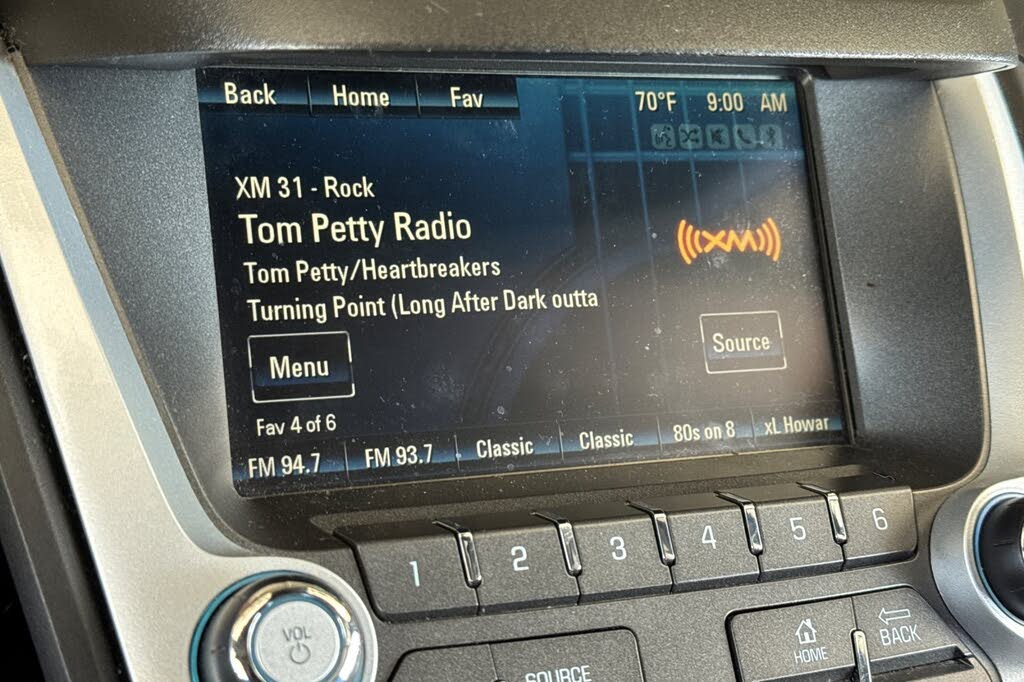 Back Home Fav 70°F 9:00 AM
XM 31 - Rock
Tom Petty Radio
((XM))
Tom Petty/Heartbreakers
Turning Point (Long After Dark outta
Menu
Source
Fav 4 of 6
FM 94.7 FM 93.7 Classic Classic 80s on 8 xL Howar
1 2 3 4 5 6
VOL
SOURCE
HOME
BACK